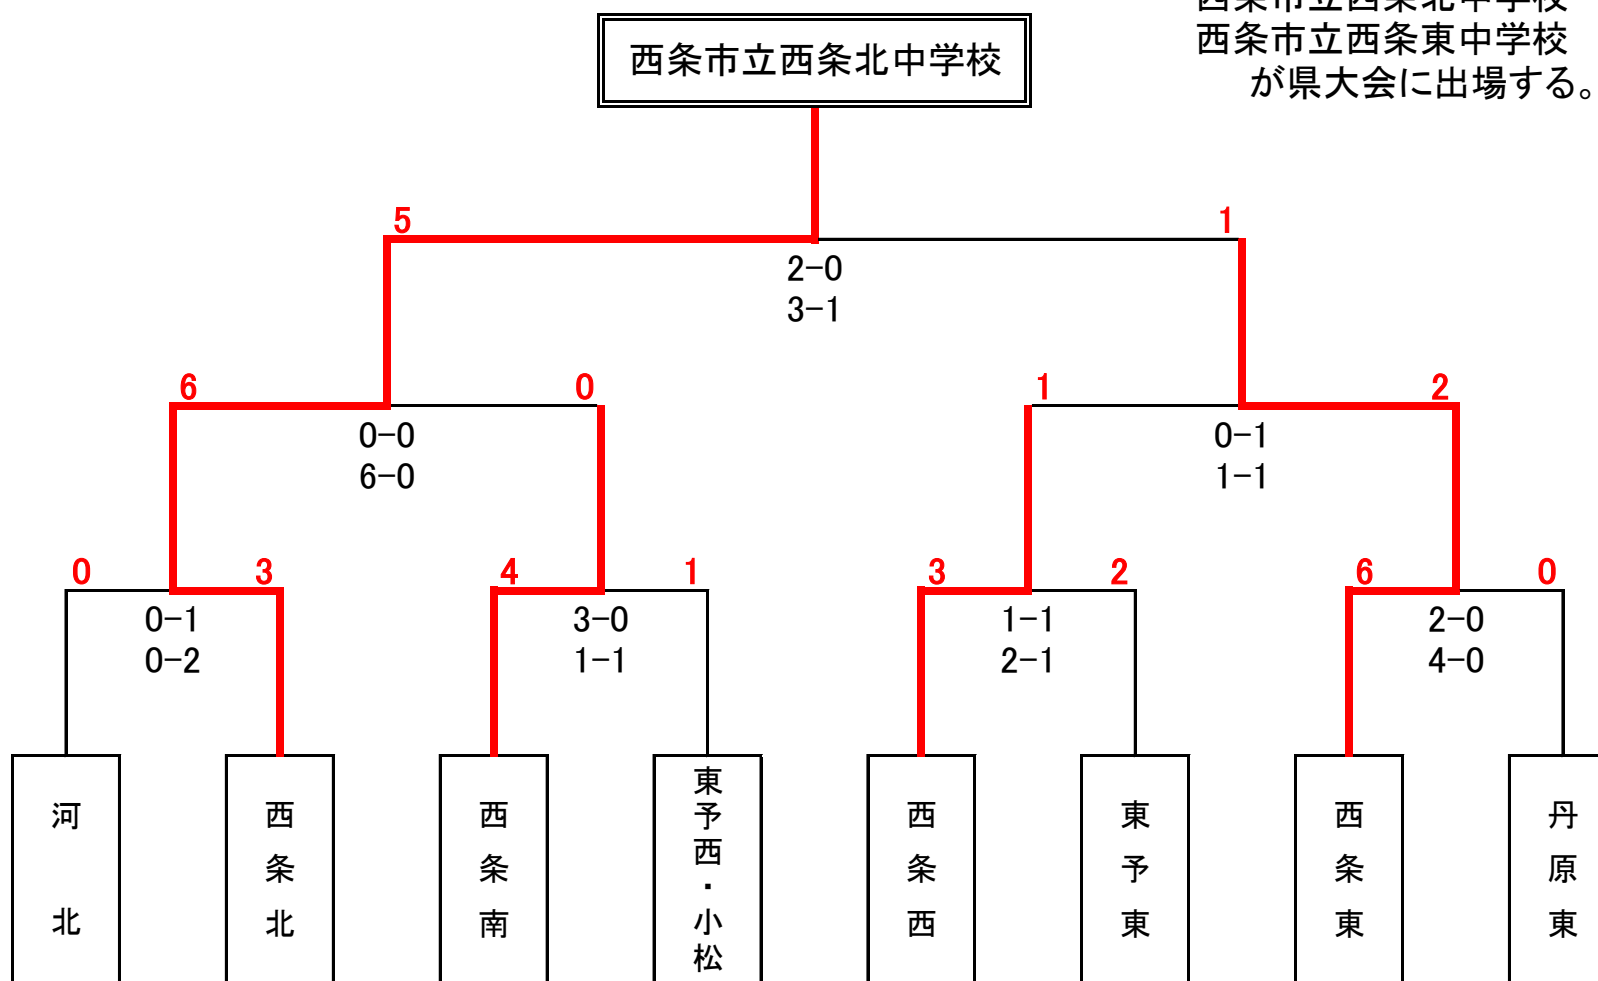 西条市立西条北中学校
西条市立西条北中学校
西条市立西条東中学校
が県大会に出場する。
5
1
2-0
3-1
6
0
1
2
0-0
6-0
0-1
1-1
0
3
4
1
3
2
6
0
0-1
0-2
3-0
1-1
1-1
2-1
2-0
4-0
河北
西条北
西条南
東予西・小松
西条西
東予東
西条東
丹原東